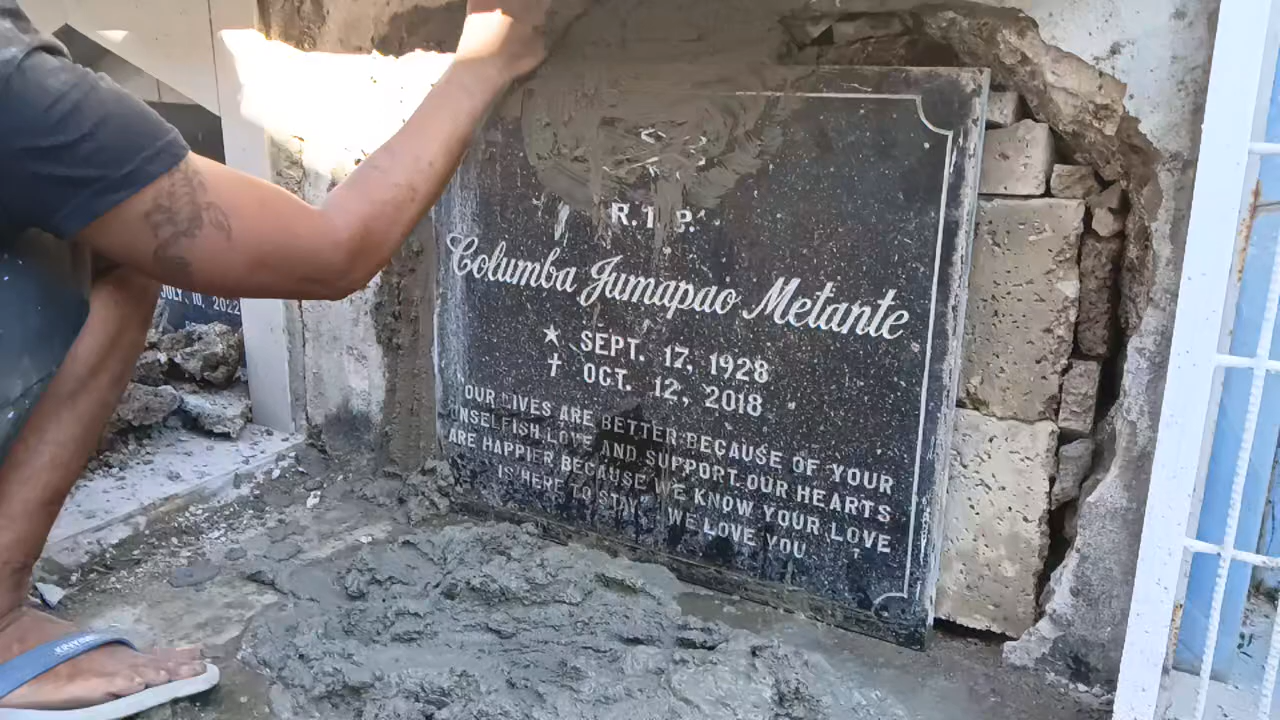 R.I.P.
Columba Jumapao Metante
SEPT. 17, 1928
OCT. 12, 2018
OUR LIVES ARE BETTER BECAUSE OF YOUR
UNSELFISH LOVE AND SUPPORT. OUR HEARTS
ARE HAPPIER BECAUSE WE KNOW YOUR LOVE
IS HERE TO STAY. WE LOVE YOU
JULY 10, 2022